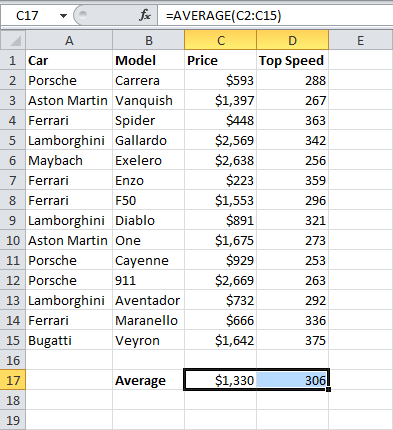 C17 fx =AVERAGE(C2:C15)
A B C D E
1 Car Model Price Top Speed
2 Porsche Carrera $593 288
3 Aston Martin Vanquish $1,397 267
4 Ferrari Spider $448 363
5 Lamborghini Gallardo $2,569 342
6 Maybach Exelero $2,638 256
7 Ferrari Enzo $223 359
8 Ferrari F50 $1,553 296
9 Lamborghini Diablo $891 321
10 Aston Martin One $1,675 273
11 Porsche Cayenne $929 253
12 Porsche 911 $2,669 263
13 Lamborghini Aventador $732 292
14 Ferrari Maranello $666 336
15 Bugatti Veyron $1,642 375
16
17 Average $1,330 306
18
19